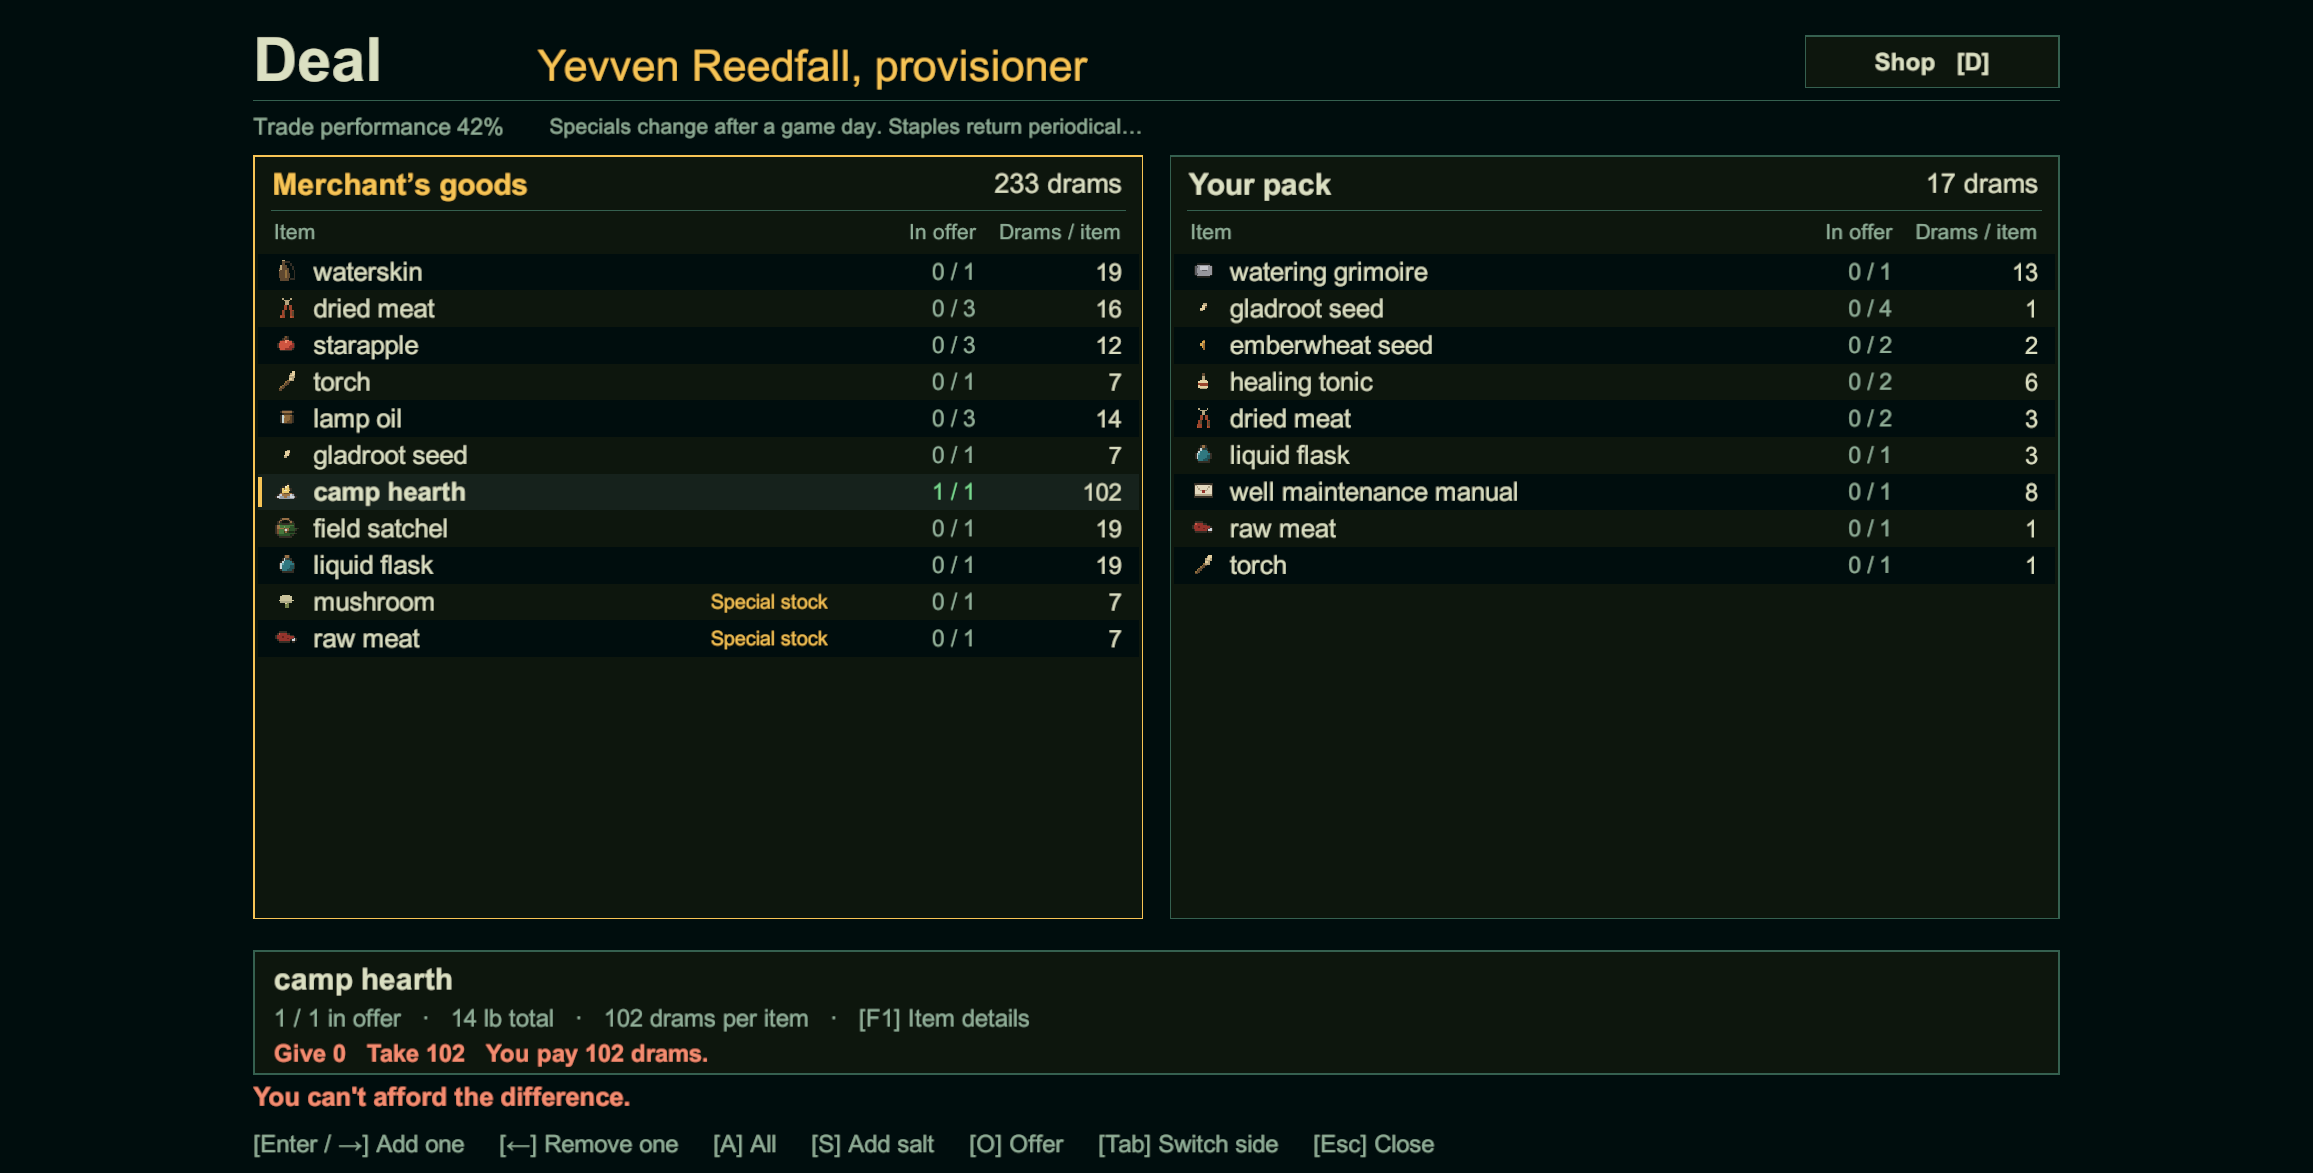 Deal Yevven Reedfall, provisioner Shop [D]
Trade performance 42% Specials change after a game day. Staples return periodical…
Merchant’s goods 233 drams
Item In offer Drams / item
waterskin 0 / 1 19
dried meat 0 / 3 16
starapple 0 / 3 12
torch 0 / 1 7
lamp oil 0 / 3 14
gladroot seed 0 / 1 7
camp hearth 1 / 1 102
field satchel 0 / 1 19
liquid flask 0 / 1 19
mushroom Special stock 0 / 1 7
raw meat Special stock 0 / 1 7
Your pack 17 drams
Item In offer Drams / item
watering grimoire 0 / 1 13
gladroot seed 0 / 4 1
emberwheat seed 0 / 2 2
healing tonic 0 / 2 6
dried meat 0 / 2 3
liquid flask 0 / 1 3
well maintenance manual 0 / 1 8
raw meat 0 / 1 1
torch 0 / 1 1
camp hearth
1 / 1 in offer · 14 lb total · 102 drams per item · [F1] Item details
Give 0 Take 102 You pay 102 drams.
You can't afford the difference.
[Enter / →] Add one [←] Remove one [A] All [S] Add salt [O] Offer [Tab] Switch side [Esc] Close